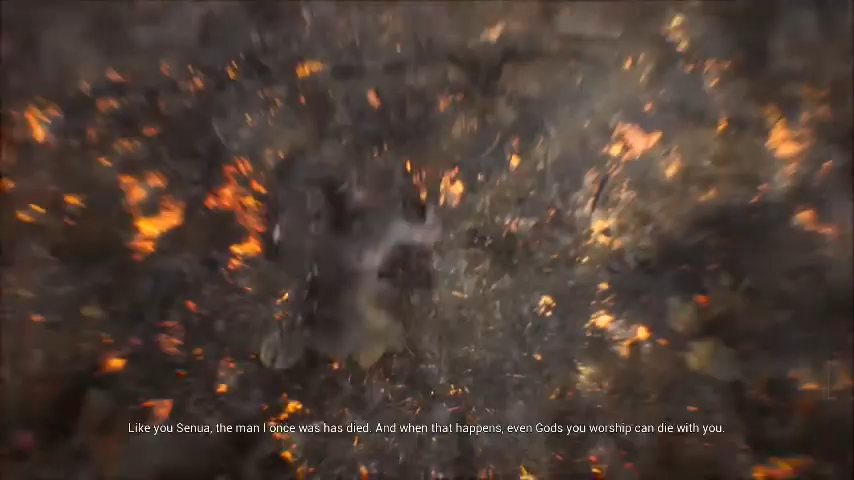 Like you Senua, the man I once was has died. And when that happens, even Gods you worship can die with you.